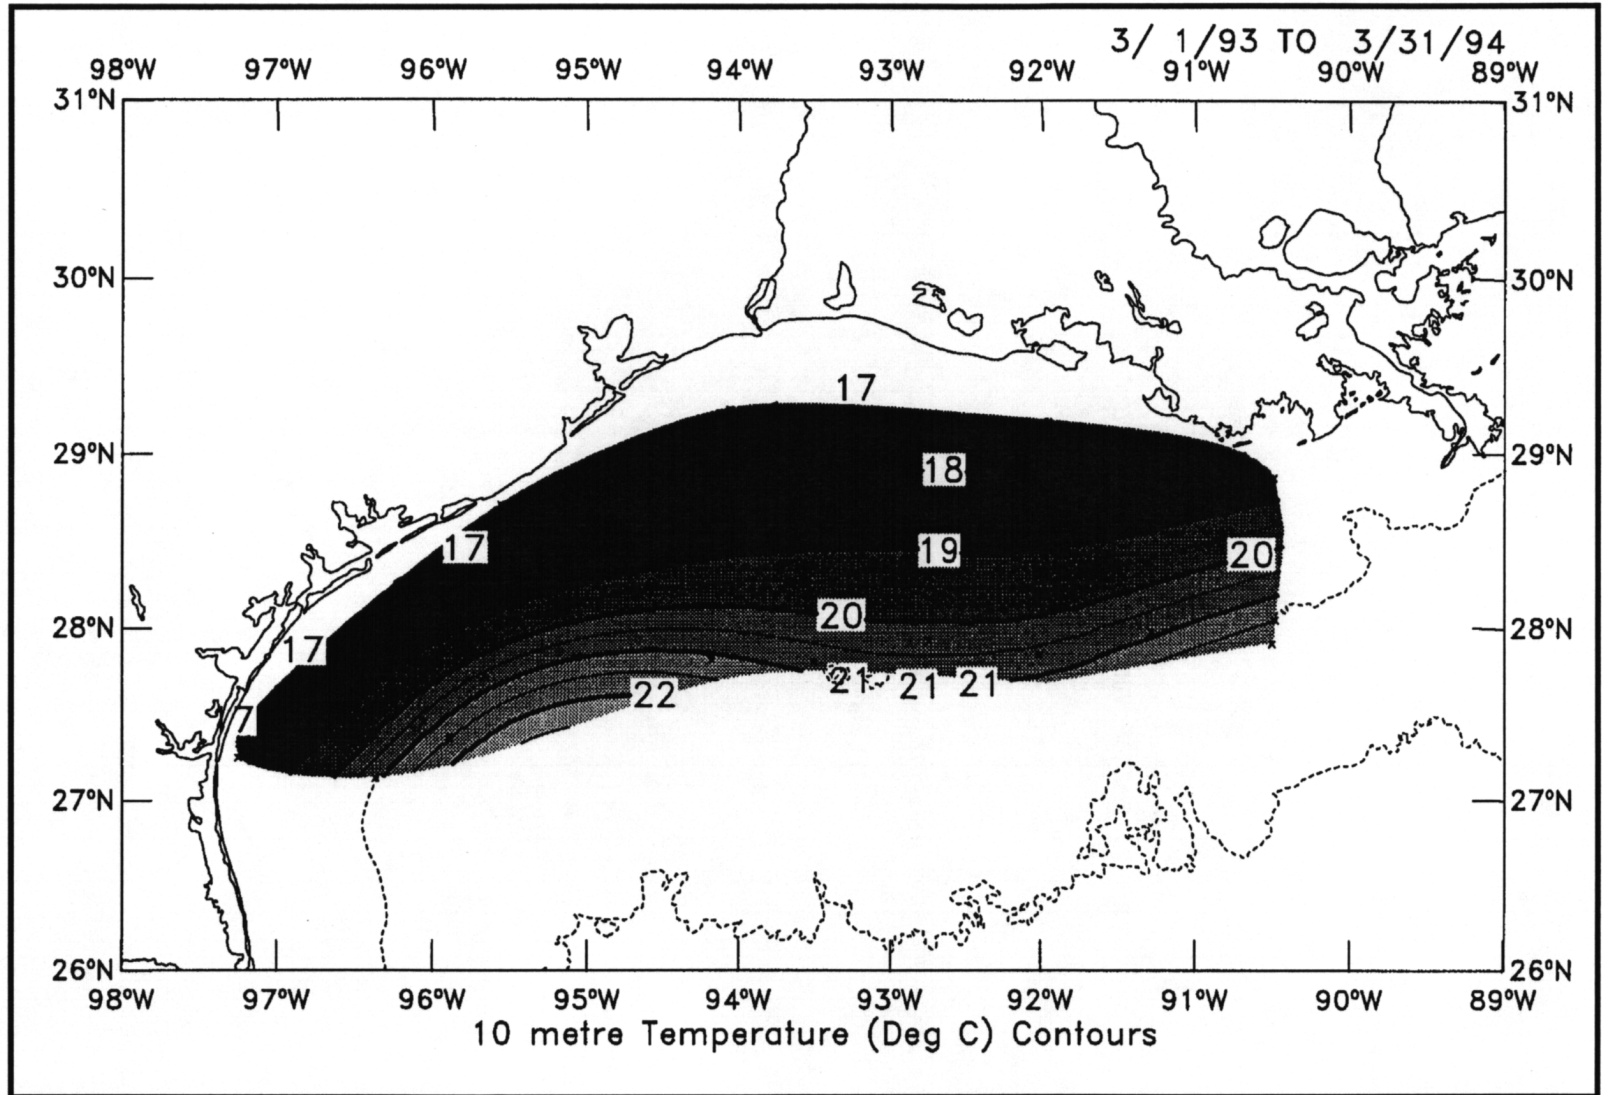 3/ 1/93 TO 3/31/94
98°W 97°W 96°W 95°W 94°W 93°W 92°W 91°W 90°W 89°W
31°N 31°N
30°N 30°N
17
29°N 29°N
18
17 19 20
20
28°N 28°N
17
21 21 21
22
7
27°N 27°N
26°N 26°N
98°W 97°W 96°W 95°W 94°W 93°W 92°W 91°W 90°W 89°W
10 metre Temperature (Deg C) Contours